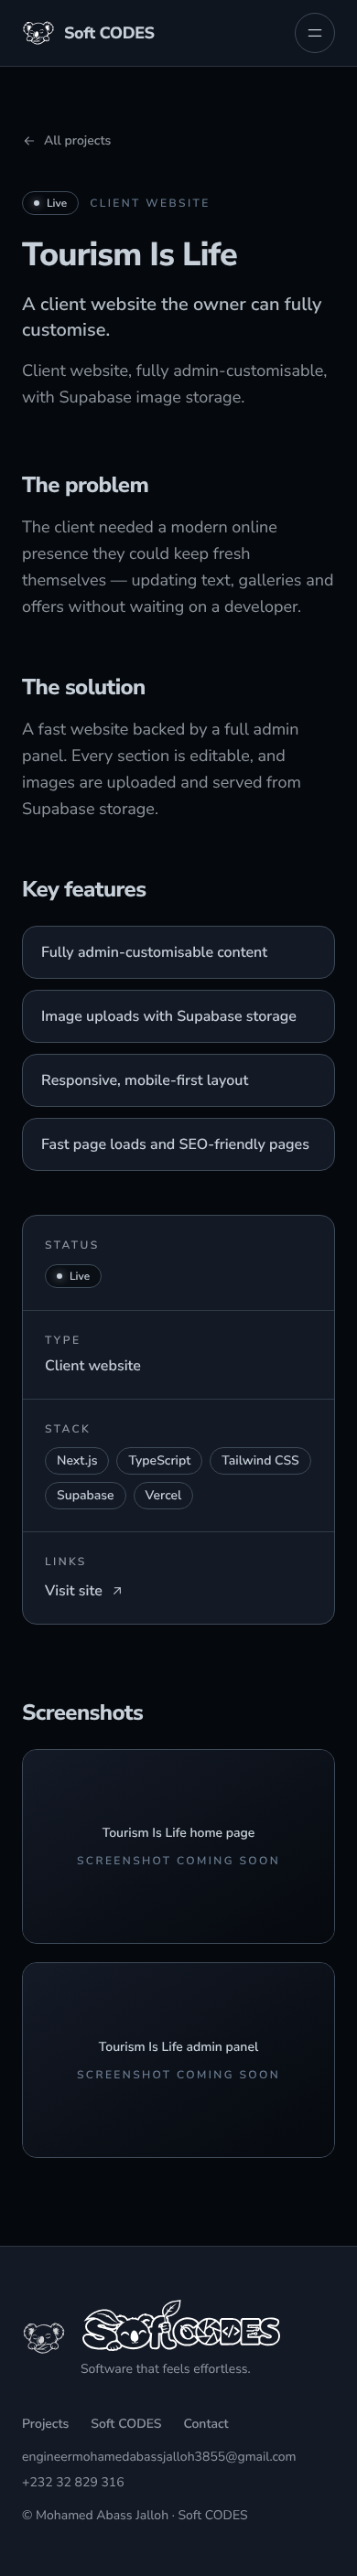 Soft CODES
← All projects
Live CLIENT WEBSITE
Tourism Is Life
A client website the owner can fully
customise.
Client website, fully admin-customisable,
with Supabase image storage.
The problem
The client needed a modern online
presence they could keep fresh
themselves — updating text, galleries and
offers without waiting on a developer.
The solution
A fast website backed by a full admin
panel. Every section is editable, and
images are uploaded and served from
Supabase storage.
Key features
Fully admin-customisable content
Image uploads with Supabase storage
Responsive, mobile-first layout
Fast page loads and SEO-friendly pages
STATUS
Live
TYPE
Client website
STACK
Next.js TypeScript Tailwind CSS
Supabase Vercel
LINKS
Visit site ↗
Screenshots
Tourism Is Life home page
SCREENSHOT COMING SOON
Tourism Is Life admin panel
SCREENSHOT COMING SOON
Soft CODES
Software that feels effortless.
Projects Soft CODES Contact
engineermohamedabassjalloh3855@gmail.com
+232 32 829 316
© Mohamed Abass Jalloh · Soft CODES